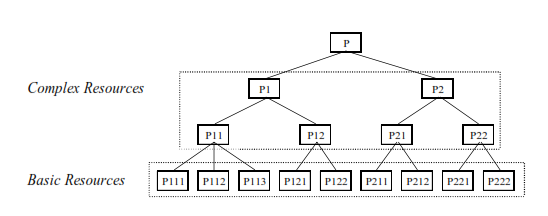 P
Complex Resources P1 P2
P11 P12 P21 P22
Basic Resources P111 P112 P113 P121 P122 P211 P212 P221 P222